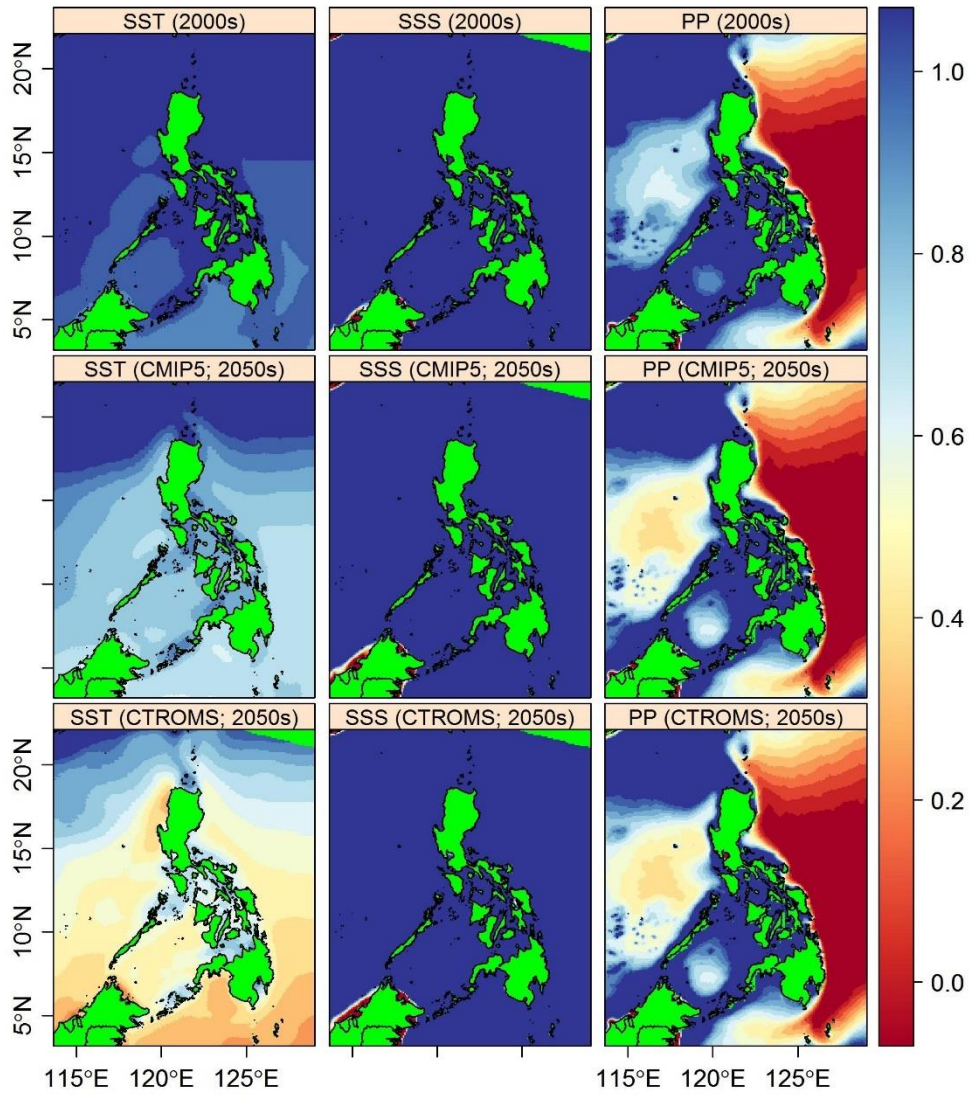 SST (2000s) SSS (2000s) PP (2000s)
20°N
15°N
10°N
5°N
SST (CMIP5; 2050s) SSS (CMIP5; 2050s) PP (CMIP5; 2050s)
SST (CTROMS; 2050s) SSS (CTROMS; 2050s) PP (CTROMS; 2050s)
20°N
15°N
10°N
5°N
115°E 120°E 125°E 115°E 120°E 125°E
1.0
0.8
0.6
0.4
0.2
0.0